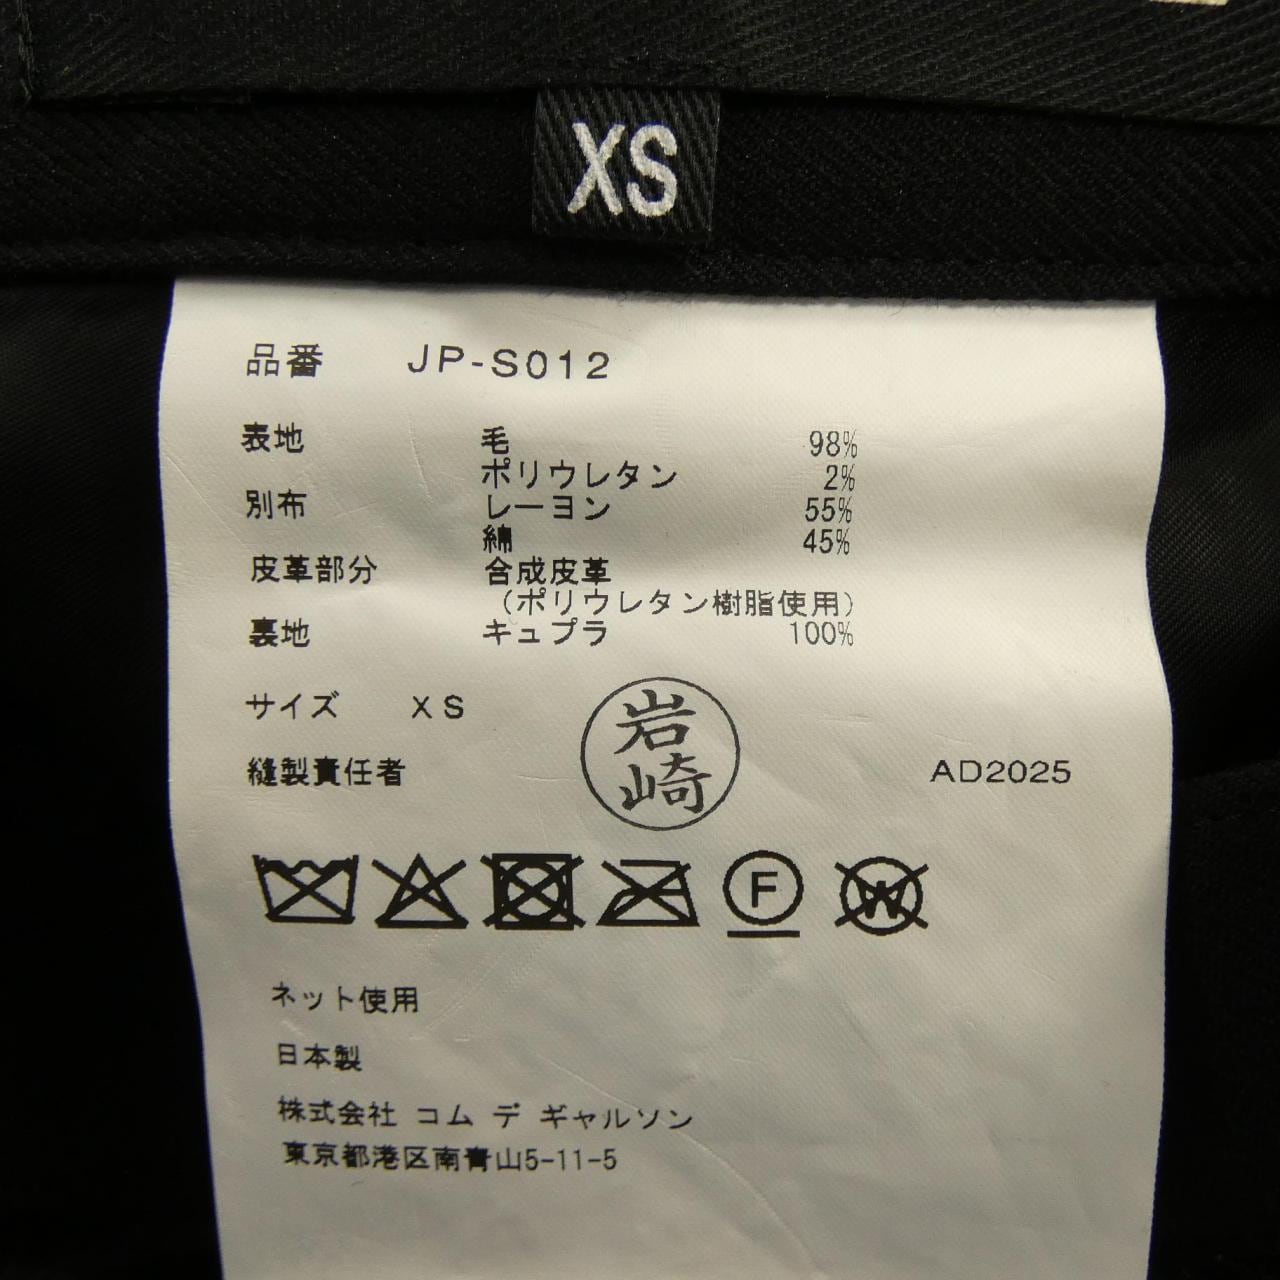 XS
品番 JP-S012
表地 毛 98%
ポリウレタン 2%
別布 レーヨン 55%
綿 45%
皮革部分 合成皮革
（ポリウレタン樹脂使用）
裏地 キュプラ 100%
サイズ XS
岩崎
縫製責任者 AD2025
F W
ネット使用
日本製
株式会社 コム デ ギャルソン
東京都港区南青山5-11-5